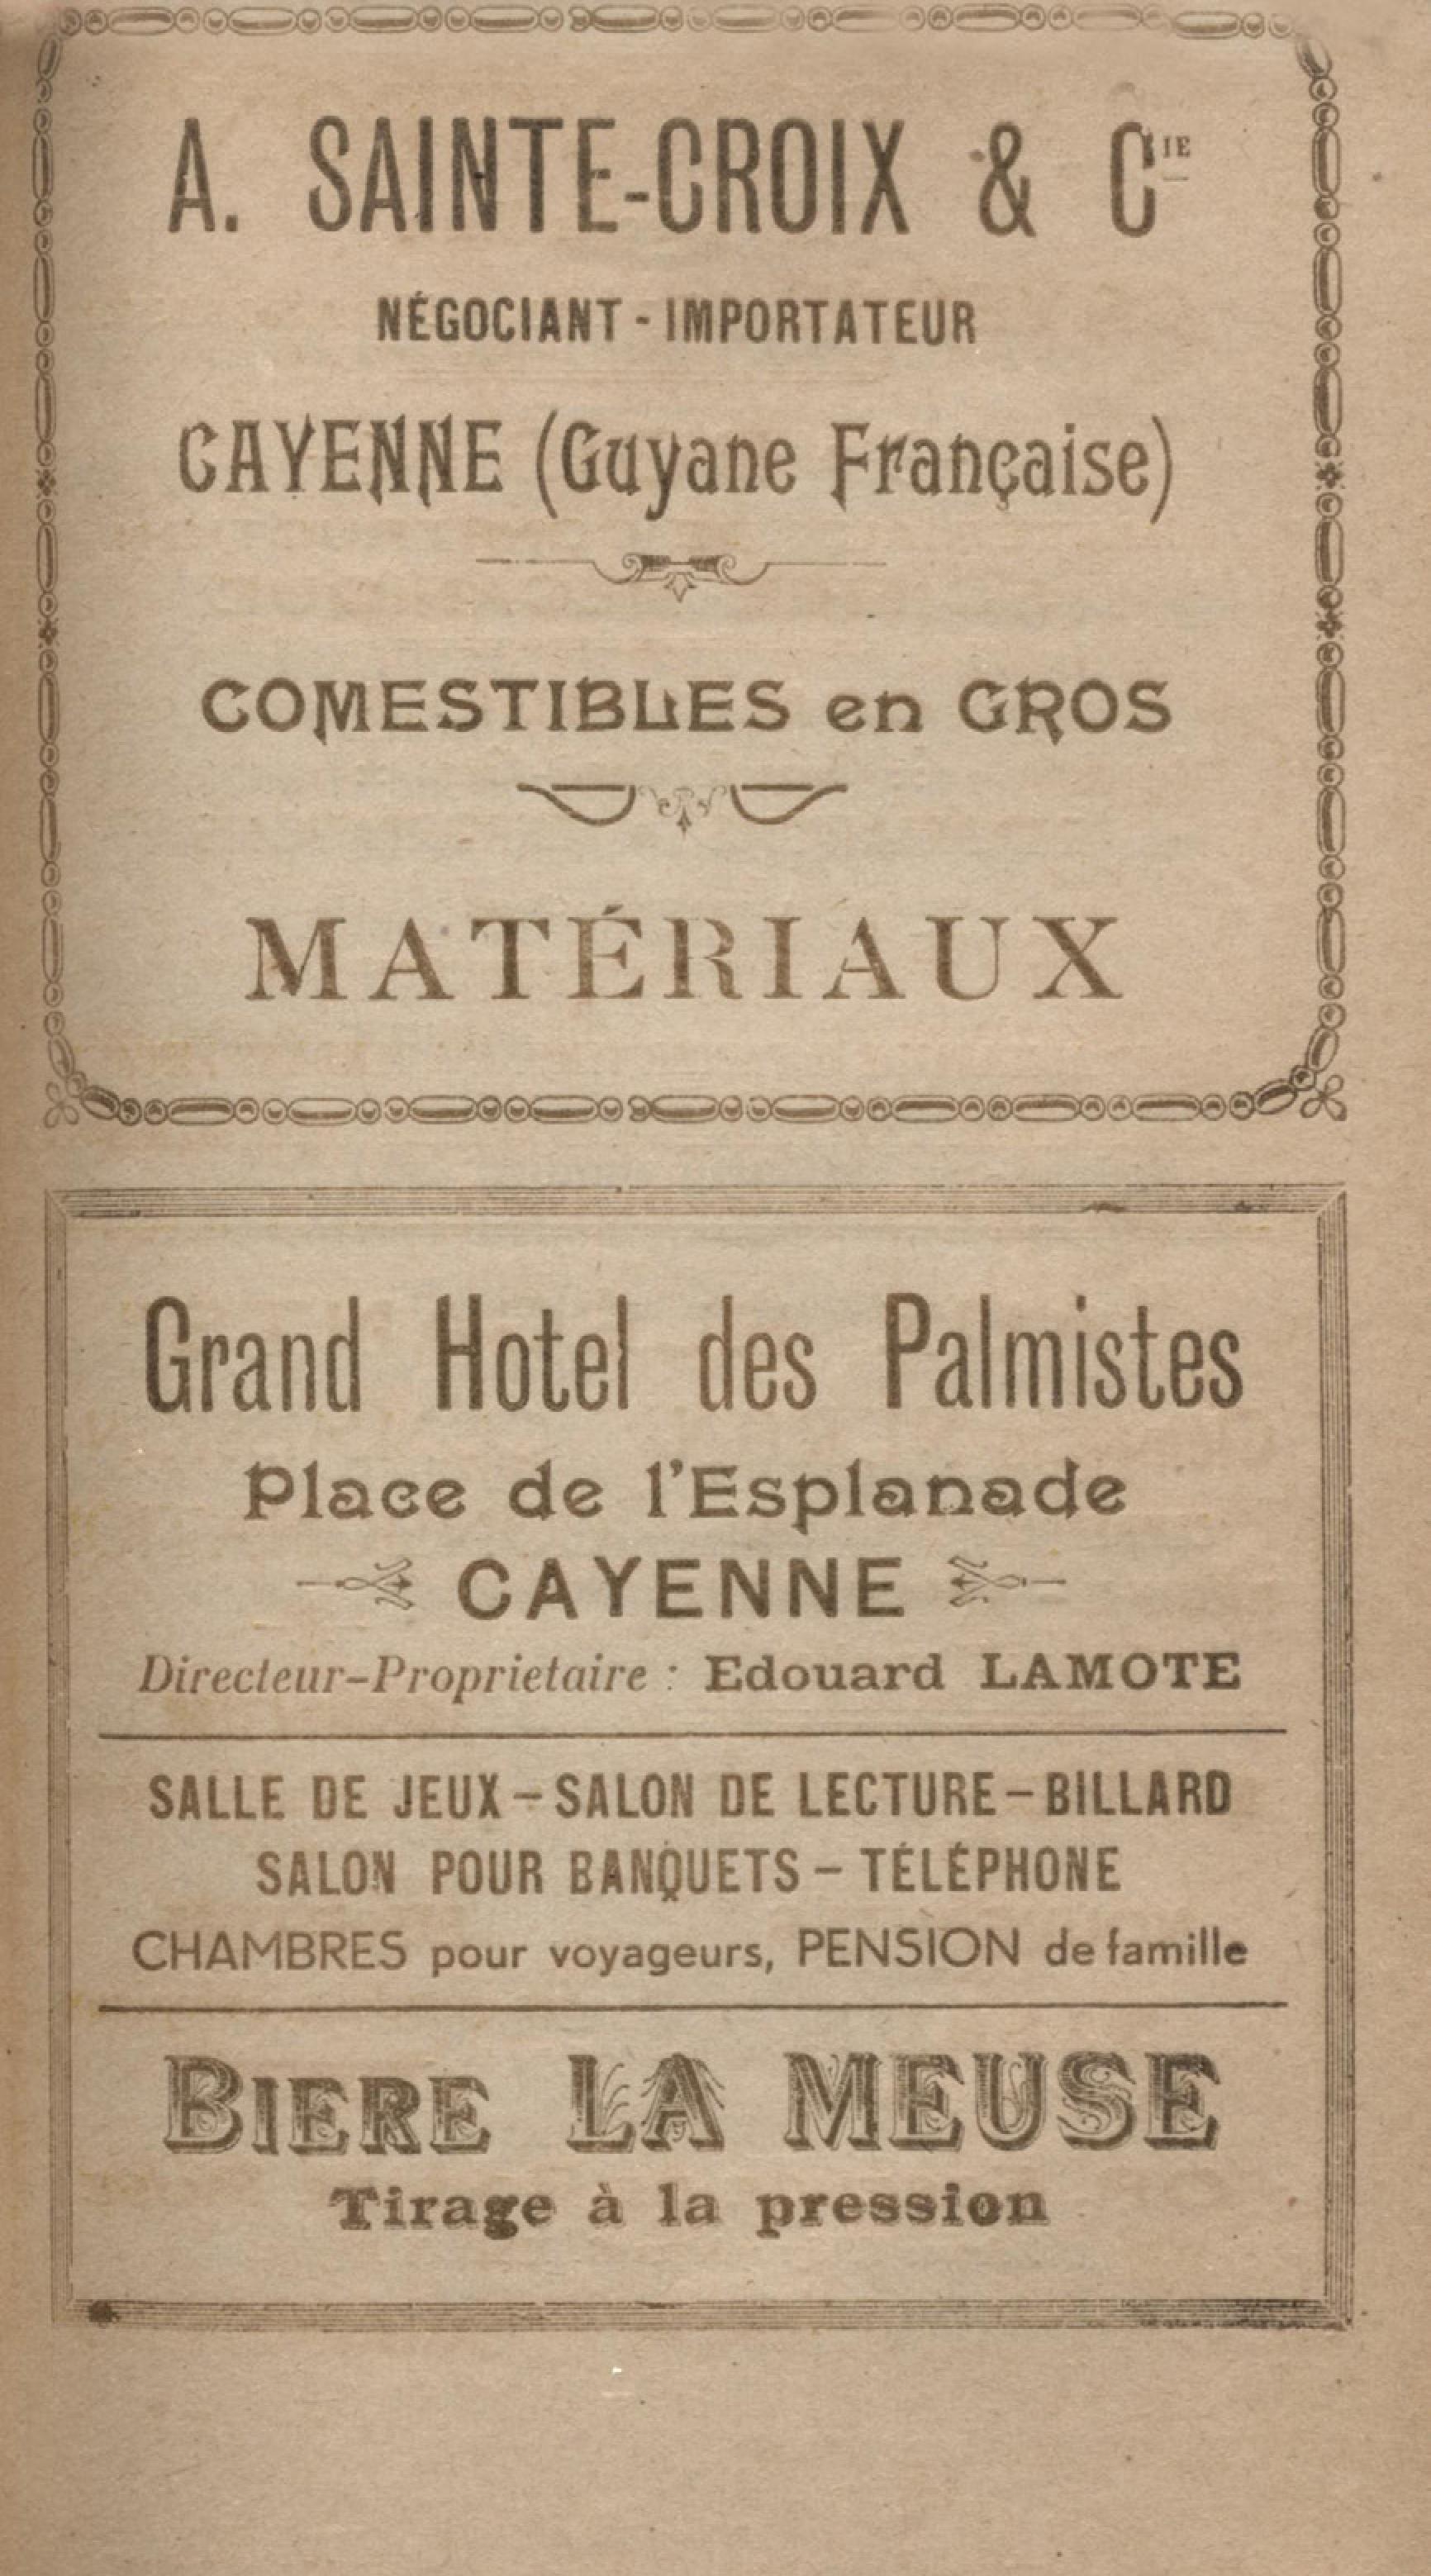 A. SAINTE-CROIX & CIE
NÉGOCIANT - IMPORTATEUR
CAYENNE (Guyane Française)
COMESTIBLES en GROS
MATÉRIAUX
Grand Hotel des Palmistes
Place de l'Esplanade
CAYENNE
Directeur-Proprietaire : Edouard LAMOTE
SALLE DE JEUX – SALON DE LECTURE – BILLARD
SALON POUR BANQUETS – TÉLÉPHONE
CHAMBRES pour voyageurs, PENSION de famille
BIERE LA MEUSE
Tirage à la pression